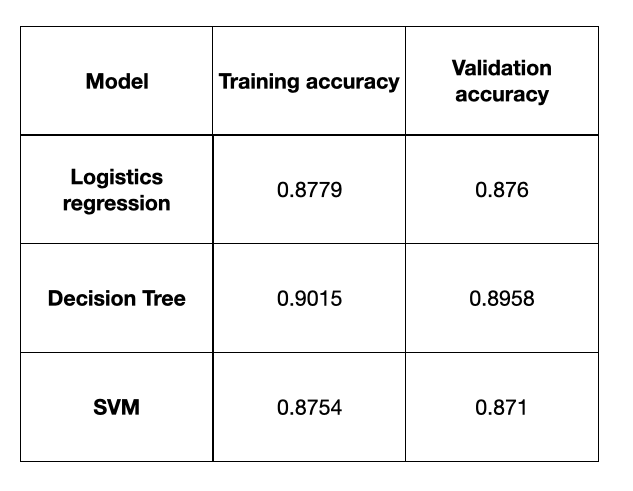 Model Training accuracy Validation
accuracy
Logistics
regression 0.8779 0.876
Decision Tree 0.9015 0.8958
SVM 0.8754 0.871